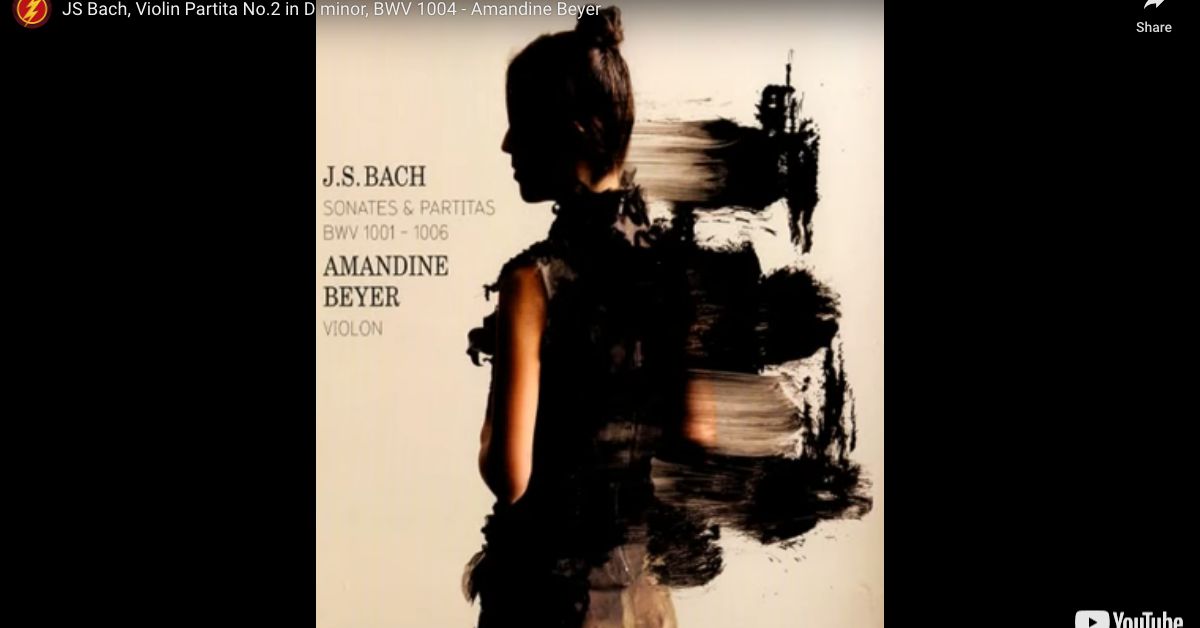 JS Bach, Violin Partita No.2 in D minor, BWV 1004 - Amandine Beyer
Share
J.S. BACH
SONATES & PARTITAS
BWV 1001 - 1006
AMANDINE
BEYER
VIOLON
YouTube